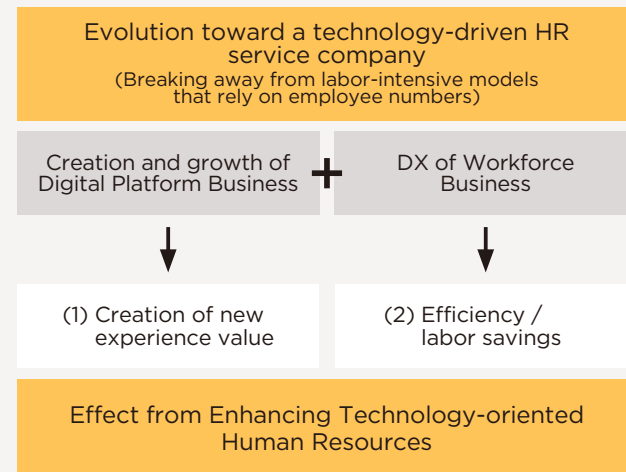 Evolution toward a technology-driven HR
service company
(Breaking away from labor-intensive models
that rely on employee numbers)
Creation and growth of
Digital Platform Business
+
DX of Workforce
Business
(1) Creation of new
experience value
(2) Efficiency /
labor savings
Effect from Enhancing Technology-oriented
Human Resources